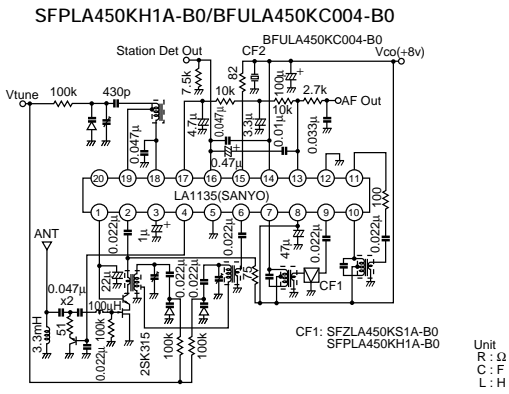 SFPLA450KH1A-B0/BFULA450KC004-B0
BFULA450KC004-B0
Station Det Out
CF2
Vco(+8v)
Vtune
100k
430p
7.5k
82
100µ
+
10k
2.7k
AF Out
10k
0.047µ
4.7µ
0.047µ
0.47µ
+
3.3µ
0.01µ
0.033µ
20 19 18 17 16 15 14 13 12 11
LA1135(SANYO)
1 2 3 4 5 6 7 8 9 10
100
0.022µ
1µ
+
0.022µ
47µ
0.022µ
0.022µ
ANT
22µ
0.022µ
0.022µ
75
CF1
0.047µ
x2
100µH
3.3mH
51
0.022µ
100k
2SK315
100k
100k
CF1: SFZLA450KS1A-B0
SFPLA450KH1A-B0
Unit
R : Ω
C : F
L : H